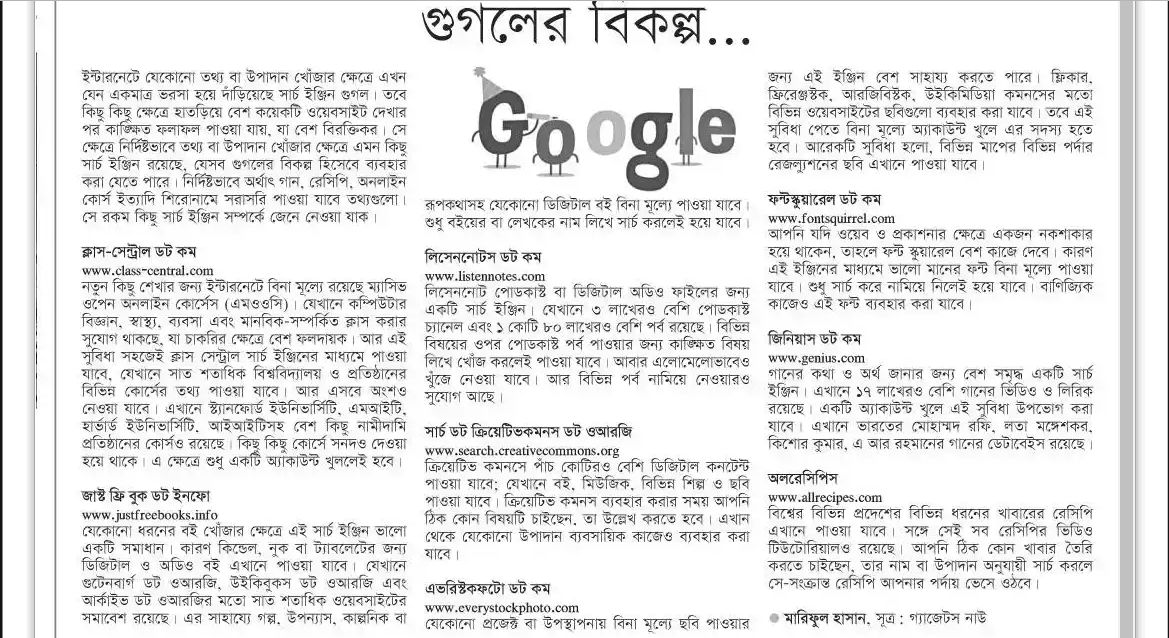 গুগলের বিকল্প...
ইন্টারনেটে যেকোনো তথ্য বা উপাদান খোঁজার ক্ষেত্রে এখন
যেন একমাত্র ভরসা হয়ে দাঁড়িয়েছে সার্চ ইঞ্জিন গুগল। তবে
কিছু কিছু ক্ষেত্রে হাতড়িয়ে বেশ কয়েকটি ওয়েবসাইট দেখার
পর কাঙ্ক্ষিত ফলাফল পাওয়া যায়, যা বেশ বিরক্তিকর। সে
ক্ষেত্রে নির্দিষ্টভাবে তথ্য বা উপাদান খোঁজার ক্ষেত্রে এমন কিছু
সার্চ ইঞ্জিন রয়েছে, যেসব গুগলের বিকল্প হিসেবে ব্যবহার
করা যেতে পারে। নির্দিষ্টভাবে অর্থাৎ গান, রেসিপি, অনলাইন
কোর্স ইত্যাদি শিরোনামে সরাসরি পাওয়া যাবে তথ্যগুলো।
সে রকম কিছু সার্চ ইঞ্জিন সম্পর্কে জেনে নেওয়া যাক।
ক্লাস-সেন্ট্রাল ডট কম
www.class-central.com
নতুন কিছু শেখার জন্য ইন্টারনেটে বিনা মূল্যে রয়েছে ম্যাসিভ
ওপেন অনলাইন কোর্সেস (এমওওসি)। যেখানে কম্পিউটার
বিজ্ঞান, স্বাস্থ্য, ব্যবসা এবং মানবিক-সম্পর্কিত ক্লাস করার
সুযোগ থাকছে, যা চাকরির ক্ষেত্রে বেশ ফলদায়ক। আর এই
সুবিধা সহজেই ক্লাস সেন্ট্রাল সার্চ ইঞ্জিনের মাধ্যমে পাওয়া
যাবে, যেখানে সাত শতাধিক বিশ্ববিদ্যালয় ও প্রতিষ্ঠানের
বিভিন্ন কোর্সের তথ্য পাওয়া যাবে। আর এসবে অংশও
নেওয়া যাবে। এখানে স্ট্যানফোর্ড ইউনিভার্সিটি, এমআইটি,
হার্ভার্ড ইউনিভার্সিটি, আইআইটিসহ বেশ কিছু নামীদামি
প্রতিষ্ঠানের কোর্সও রয়েছে। কিছু কিছু কোর্সে সনদও দেওয়া
হয়ে থাকে। এ ক্ষেত্রে শুধু একটি অ্যাকাউন্ট খুললেই হবে।
জাস্ট ফ্রি বুক ডট ইনফো
www.justfreebooks.info
যেকোনো ধরনের বই খোঁজার ক্ষেত্রে এই সার্চ ইঞ্জিন ভালো
একটি সমাধান। কারণ কিন্ডেল, নুক বা ট্যাবলেটের জন্য
ডিজিটাল ও অডিও বই এখানে পাওয়া যাবে। যেখানে
গুটেনবার্গ ডট ওআরজি, উইকিবুকস ডট ওআরজি এবং
আর্কাইভ ডট ওআরজির মতো সাত শতাধিক ওয়েবসাইটের
সমাবেশ রয়েছে। এর সাহায্যে গল্প, উপন্যাস, কাল্পনিক বা
Google
রূপকথাসহ যেকোনো ডিজিটাল বই বিনা মূল্যে পাওয়া যাবে।
শুধু বইয়ের বা লেখকের নাম লিখে সার্চ করলেই হয়ে যাবে।
লিসেননোটস ডট কম
www.listennotes.com
লিসেননোট পোডকাস্ট বা ডিজিটাল অডিও ফাইলের জন্য
একটি সার্চ ইঞ্জিন। যেখানে ৩ লাখেরও বেশি পোডকাস্ট
চ্যানেল এবং ১ কোটি ৮০ লাখেরও বেশি পর্ব রয়েছে। বিভিন্ন
বিষয়ের ওপর পোডকাস্ট পর্ব পাওয়ার জন্য কাঙ্ক্ষিত বিষয়
লিখে খোঁজ করলেই পাওয়া যাবে। আবার এলোমেলোভাবেও
খুঁজে নেওয়া যাবে। আর বিভিন্ন পর্ব নামিয়ে নেওয়ারও
সুযোগ আছে।
সার্চ ডট ক্রিয়েটিভকমনস ডট ওআরজি
www.search.creativecommons.org
ক্রিয়েটিভ কমনসে পাঁচ কোটিরও বেশি ডিজিটাল কনটেন্ট
পাওয়া যাবে; যেখানে বই, মিউজিক, বিভিন্ন শিল্প ও ছবি
পাওয়া যাবে। ক্রিয়েটিভ কমনস ব্যবহার করার সময় আপনি
ঠিক কোন বিষয়টি চাইছেন, তা উল্লেখ করতে হবে। এখান
থেকে যেকোনো উপাদান ব্যবসায়িক কাজেও ব্যবহার করা
যাবে।
এভরিস্টকফটো ডট কম
www.everystockphoto.com
যেকোনো প্রজেক্ট বা উপস্থাপনায় বিনা মূল্যে ছবি পাওয়ার
জন্য এই ইঞ্জিন বেশ সাহায্য করতে পারে। ফ্লিকার,
ফ্রিরেঞ্জস্টক, আরজিবিস্টক, উইকিমিডিয়া কমনসের মতো
বিভিন্ন ওয়েবসাইটের ছবিগুলো ব্যবহার করা যাবে। তবে এই
সুবিধা পেতে বিনা মূল্যে অ্যাকাউন্ট খুলে এর সদস্য হতে
হবে। আরেকটি সুবিধা হলো, বিভিন্ন মাপের বিভিন্ন পর্দার
রেজল্যুশনের ছবি এখানে পাওয়া যাবে।
ফন্টস্কুয়ারেল ডট কম
www.fontsquirrel.com
আপনি যদি ওয়েব ও প্রকাশনার ক্ষেত্রে একজন নকশাকার
হয়ে থাকেন, তাহলে ফন্ট স্কুয়ারেল বেশ কাজে দেবে। কারণ
এই ইঞ্জিনের মাধ্যমে ভালো মানের ফন্ট বিনা মূল্যে পাওয়া
যাবে। শুধু সার্চ করে নামিয়ে নিলেই হয়ে যাবে। বাণিজ্যিক
কাজেও এই ফন্ট ব্যবহার করা যাবে।
জিনিয়াস ডট কম
www.genius.com
গানের কথা ও অর্থ জানার জন্য বেশ সমৃদ্ধ একটি সার্চ
ইঞ্জিন। এখানে ১৭ লাখেরও বেশি গানের ভিডিও ও লিরিক
রয়েছে। একটি অ্যাকাউন্ট খুলে এই সুবিধা উপভোগ করা
যাবে। এখানে ভারতের মোহাম্মদ রফি, লতা মঙ্গেশকর,
কিশোর কুমার, এ আর রহমানের গানের ডেটাবেইস রয়েছে।
অলরেসিপিস
www.allrecipes.com
বিশ্বের বিভিন্ন প্রদেশের বিভিন্ন ধরনের খাবারের রেসিপি
এখানে পাওয়া যাবে। সঙ্গে সেই সব রেসিপির ভিডিও
টিউটোরিয়ালও রয়েছে। আপনি ঠিক কোন খাবার তৈরি
করতে চাইছেন, তার নাম বা উপাদান অনুযায়ী সার্চ করলে
সে-সংক্রান্ত রেসিপি আপনার পর্দায় ভেসে ওঠবে।
● মারিফুল হাসান, সূত্র : গ্যাজেটস নাউ